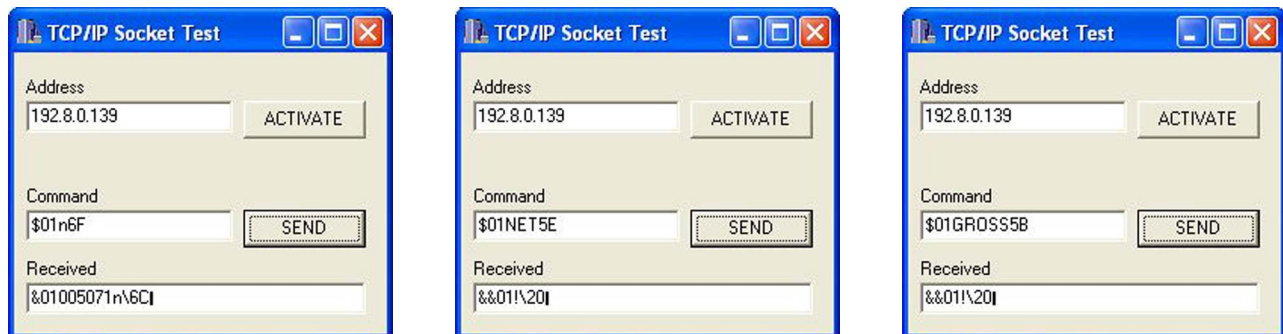 TCP/IP Socket Test
Address
192.8.0.139
ACTIVATE
Command
$01n6F
SEND
Received
&01005071n\6C
TCP/IP Socket Test
Address
192.8.0.139
ACTIVATE
Command
$01NET5E
SEND
Received
&&01!\20
TCP/IP Socket Test
Address
192.8.0.139
ACTIVATE
Command
$01GROSS5B
SEND
Received
&&01!\20